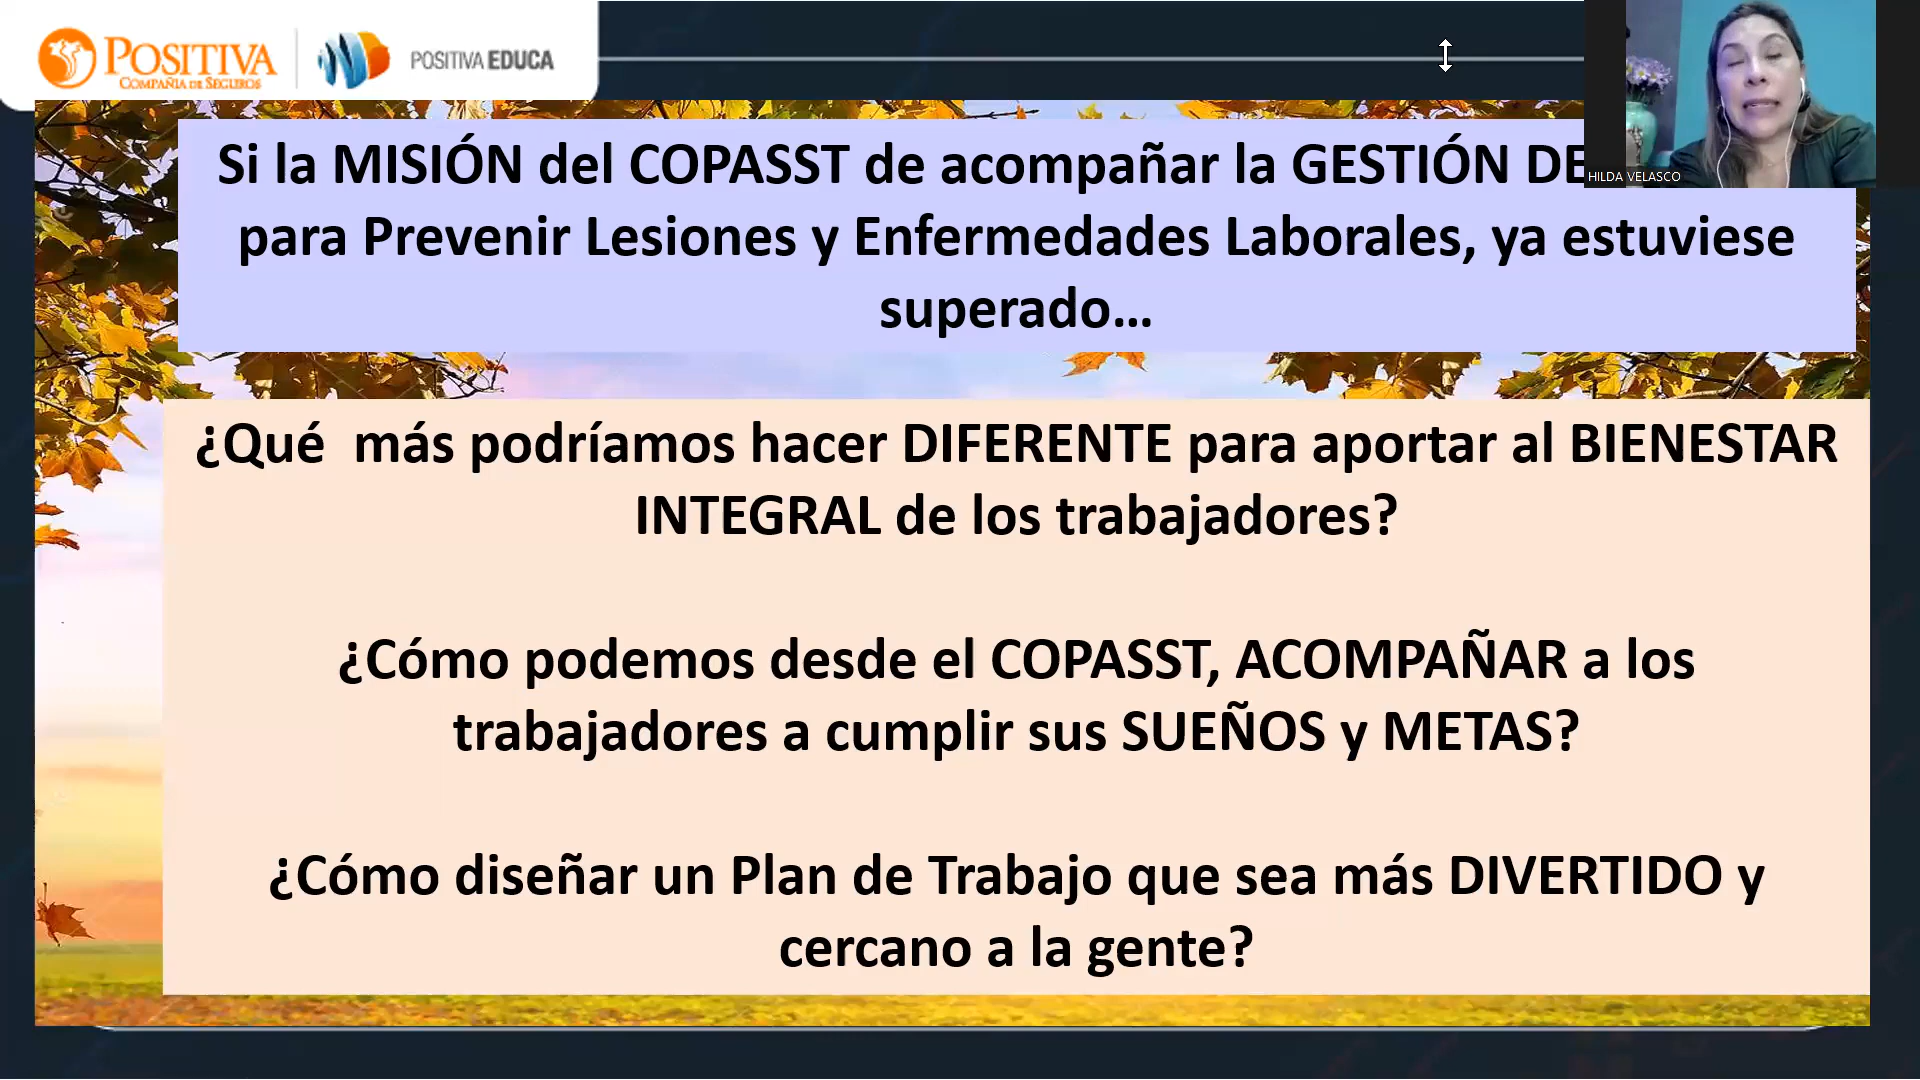 POSITIVA
COMPAÑIA DE SEGUROS
POSITIVA EDUCA
HILDA VELASCO
Si la MISIÓN del COPASST de acompañar la GESTIÓN DE
para Prevenir Lesiones y Enfermedades Laborales, ya estuviese
superado...
¿Qué más podríamos hacer DIFERENTE para aportar al BIENESTAR
INTEGRAL de los trabajadores?
¿Cómo podemos desde el COPASST, ACOMPAÑAR a los
trabajadores a cumplir sus SUEÑOS y METAS?
¿Cómo diseñar un Plan de Trabajo que sea más DIVERTIDO y
cercano a la gente?